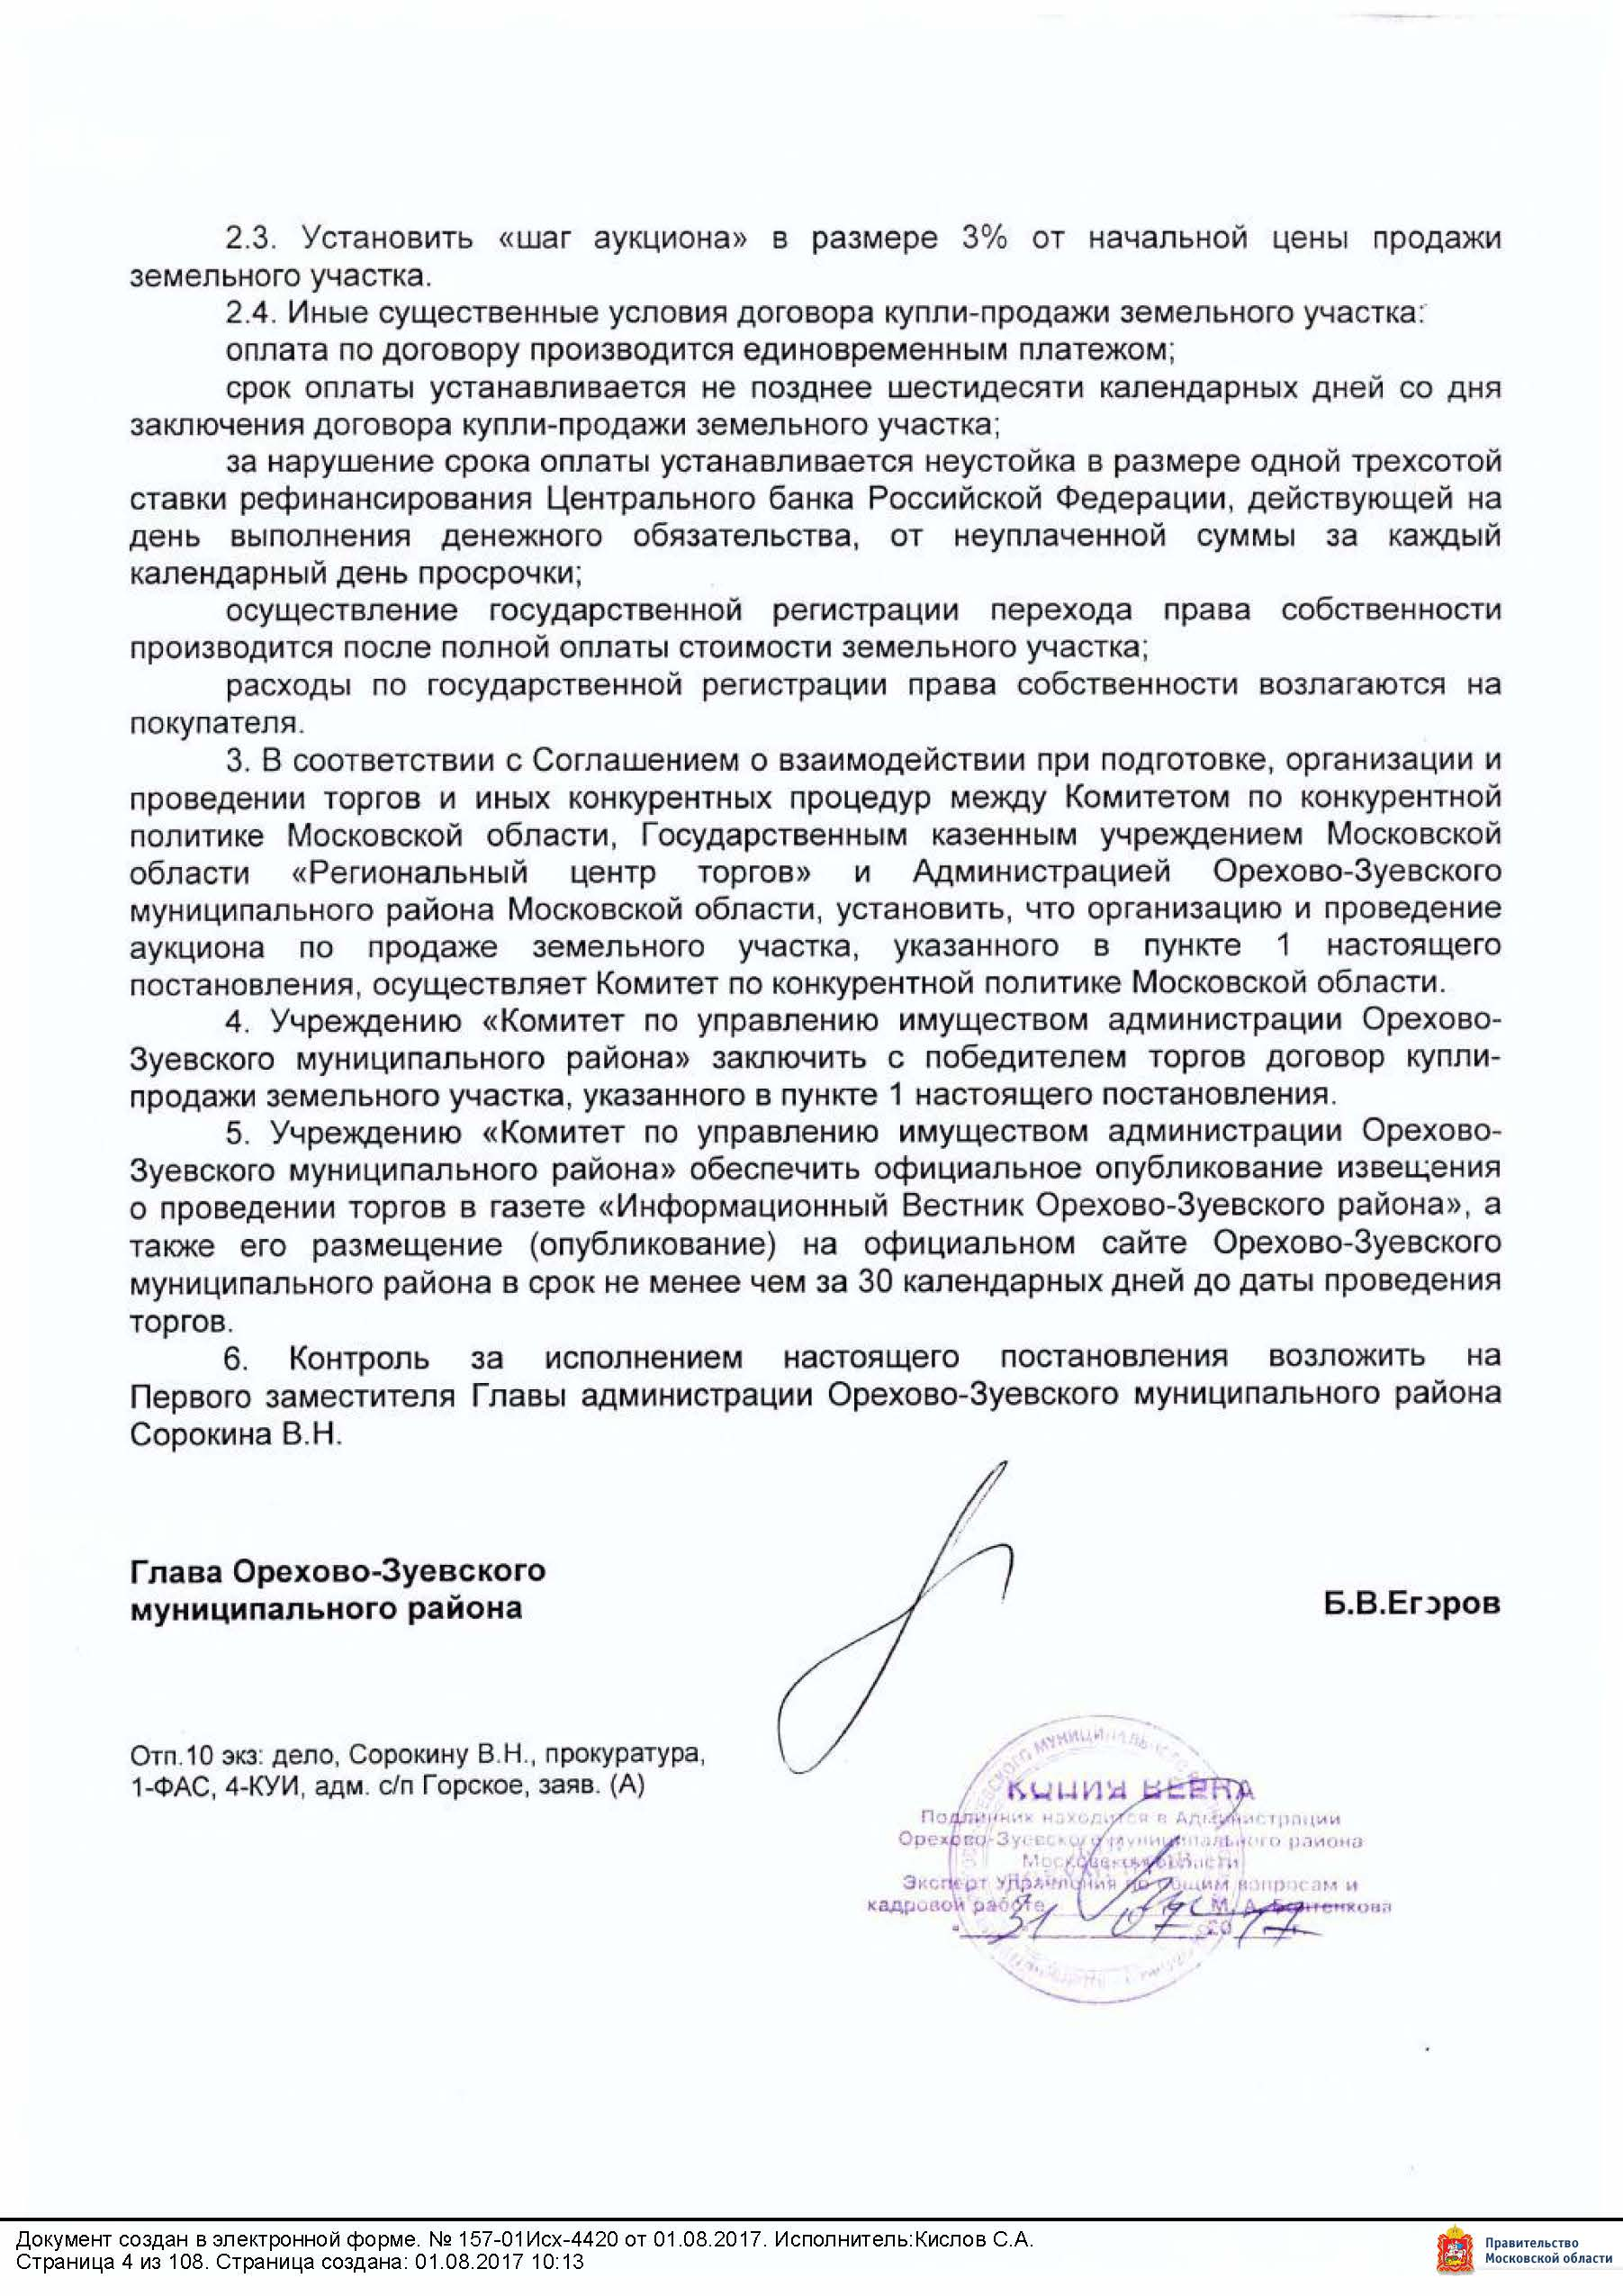 2.3. Установить «шаг аукциона» в размере 3% от начальной цены продажи
земельного участка.
2.4. Иные существенные условия договора купли-продажи земельного участка:
оплата по договору производится единовременным платежом;
срок оплаты устанавливается не позднее шестидесяти календарных дней со дня
заключения договора купли-продажи земельного участка;
за нарушение срока оплаты устанавливается неустойка в размере одной трехсотой
ставки рефинансирования Центрального банка Российской Федерации, действующей на
день выполнения денежного обязательства, от неуплаченной суммы за каждый
календарный день просрочки;
осуществление государственной регистрации перехода права собственности
производится после полной оплаты стоимости земельного участка;
расходы по государственной регистрации права собственности возлагаются на
покупателя.
3. В соответствии с Соглашением о взаимодействии при подготовке, организации и
проведении торгов и иных конкурентных процедур между Комитетом по конкурентной
политике Московской области, Государственным казенным учреждением Московской
области «Региональный центр торгов» и Администрацией Орехово-Зуевского
муниципального района Московской области, установить, что организацию и проведение
аукциона по продаже земельного участка, указанного в пункте 1 настоящего
постановления, осуществляет Комитет по конкурентной политике Московской области.
4. Учреждению «Комитет по управлению имуществом администрации Орехово-
Зуевского муниципального района» заключить с победителем торгов договор купли-
продажи земельного участка, указанного в пункте 1 настоящего постановления.
5. Учреждению «Комитет по управлению имуществом администрации Орехово-
Зуевского муниципального района» обеспечить официальное опубликование извещения
о проведении торгов в газете «Информационный Вестник Орехово-Зуевского района», а
также его размещение (опубликование) на официальном сайте Орехово-Зуевского
муниципального района в срок не менее чем за 30 календарных дней до даты проведения
торгов.
6. Контроль за исполнением настоящего постановления возложить на
Первого заместителя Главы администрации Орехово-Зуевского муниципального района
Сорокина В.Н.
Глава Орехово-Зуевского
муниципального района
Б.В.Егоров
Отп.10 экз: дело, Сорокину В.Н., прокуратура,
1-ФАС, 4-КУИ, адм. с/п Горское, заяв. (А)
КОПИЯ ВЕРНА
Подлинник находится в Администрации
Орехово-Зуевского муниципального района
Московской области
Эксперт Управления по общим вопросам и
кадровой работе М. А.
31 07 2017
Документ создан в электронной форме. № 157-01Исх-4420 от 01.08.2017. Исполнитель:Кислов С.А.
Страница 4 из 108. Страница создана: 01.08.2017 10:13
Правительство
Московской области